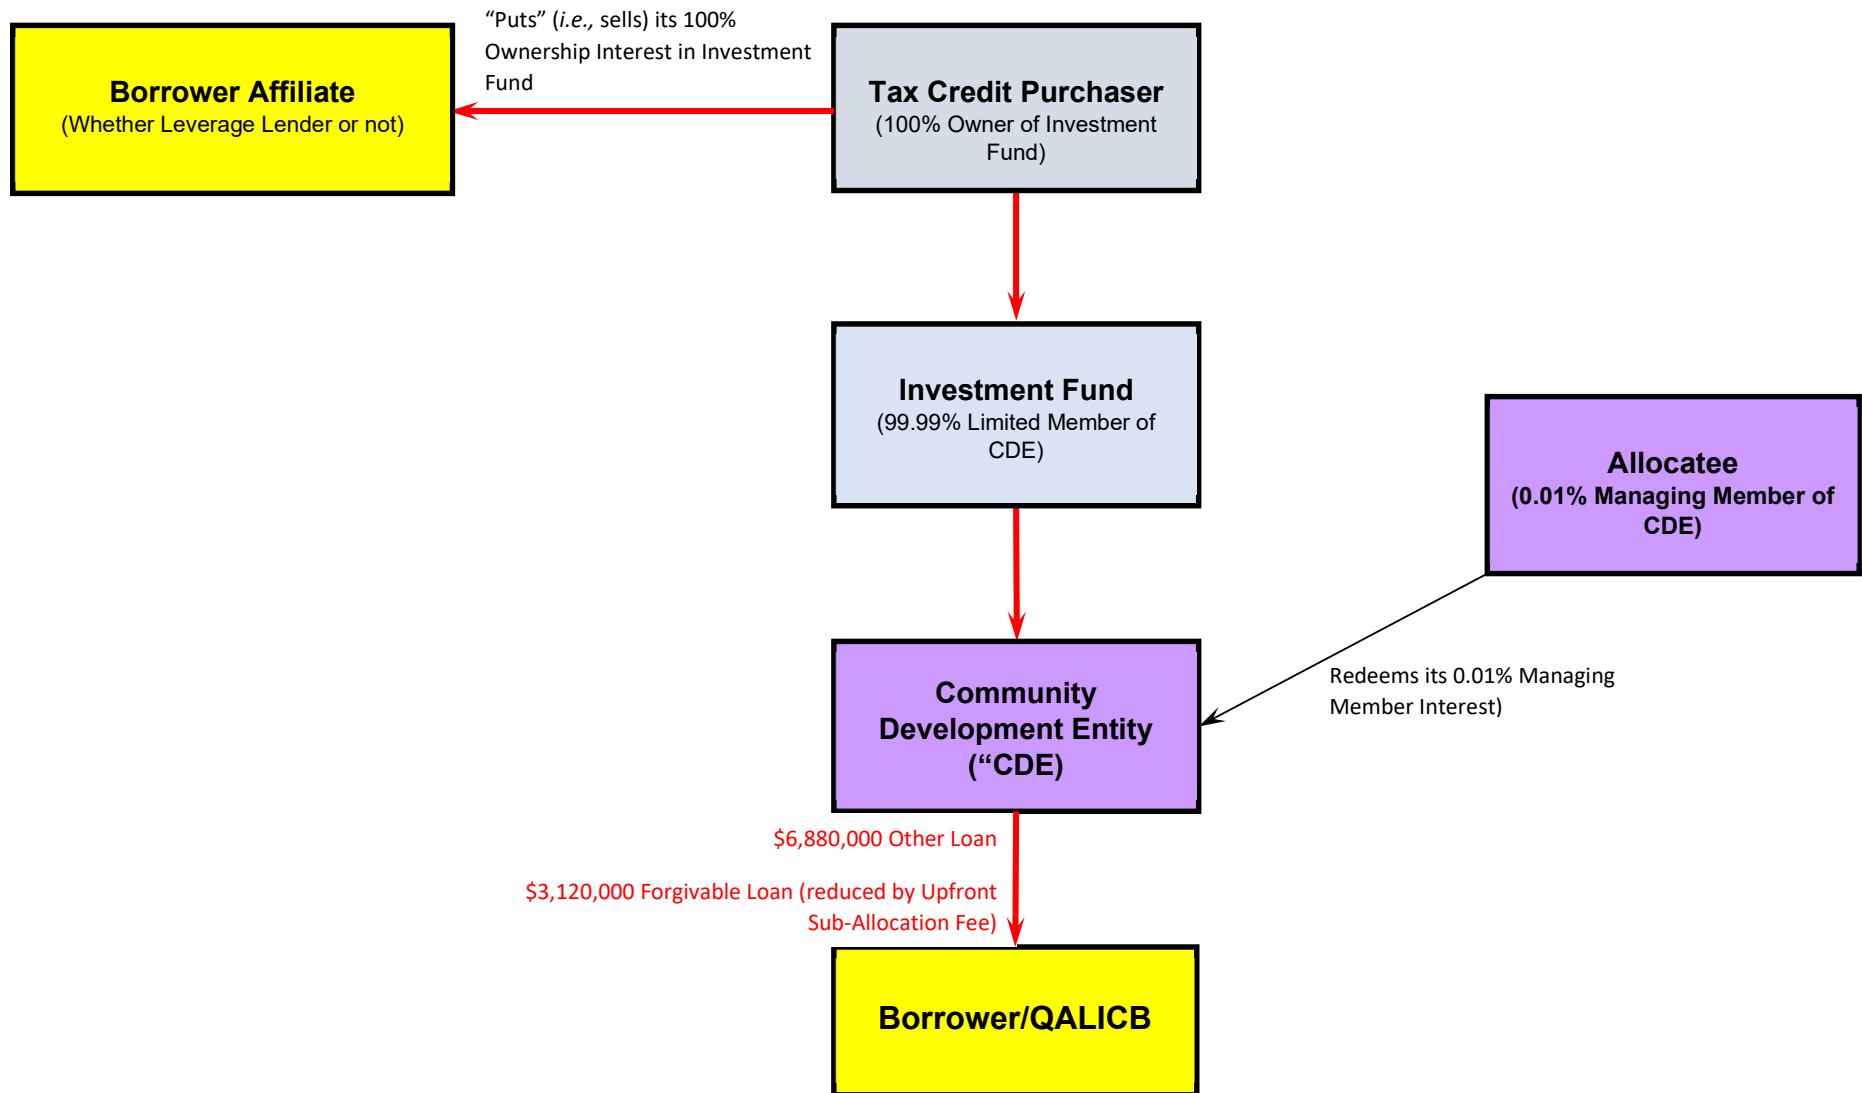 “Puts” (i.e., sells) its 100%
Ownership Interest in Investment
Fund
Borrower Affiliate
(Whether Leverage Lender or not)
Tax Credit Purchaser
(100% Owner of Investment
Fund)
Investment Fund
(99.99% Limited Member of
CDE)
Allocatee
(0.01% Managing Member of
CDE)
Redeems its 0.01% Managing
Member Interest)
Community
Development Entity
(“CDE)
$6,880,000 Other Loan
$3,120,000 Forgivable Loan (reduced by Upfront
Sub-Allocation Fee)
Borrower/QALICB